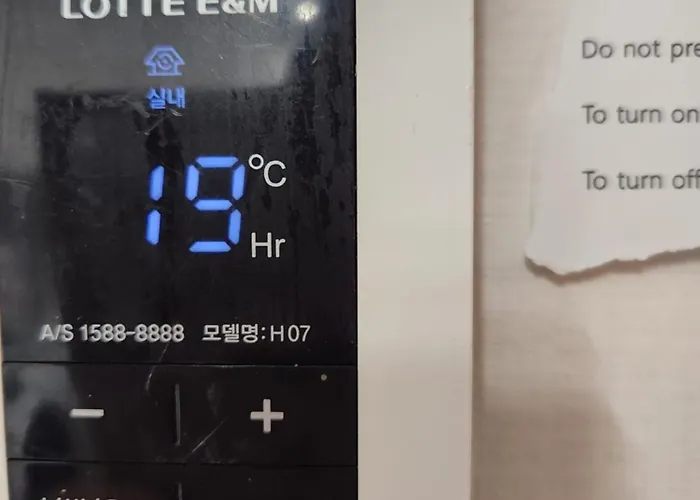 LOTTE E&M
실내
19
°C
Hr
A/S 1588-8888 모델명:H07
- +
Do not pre
To turn on
To turn off